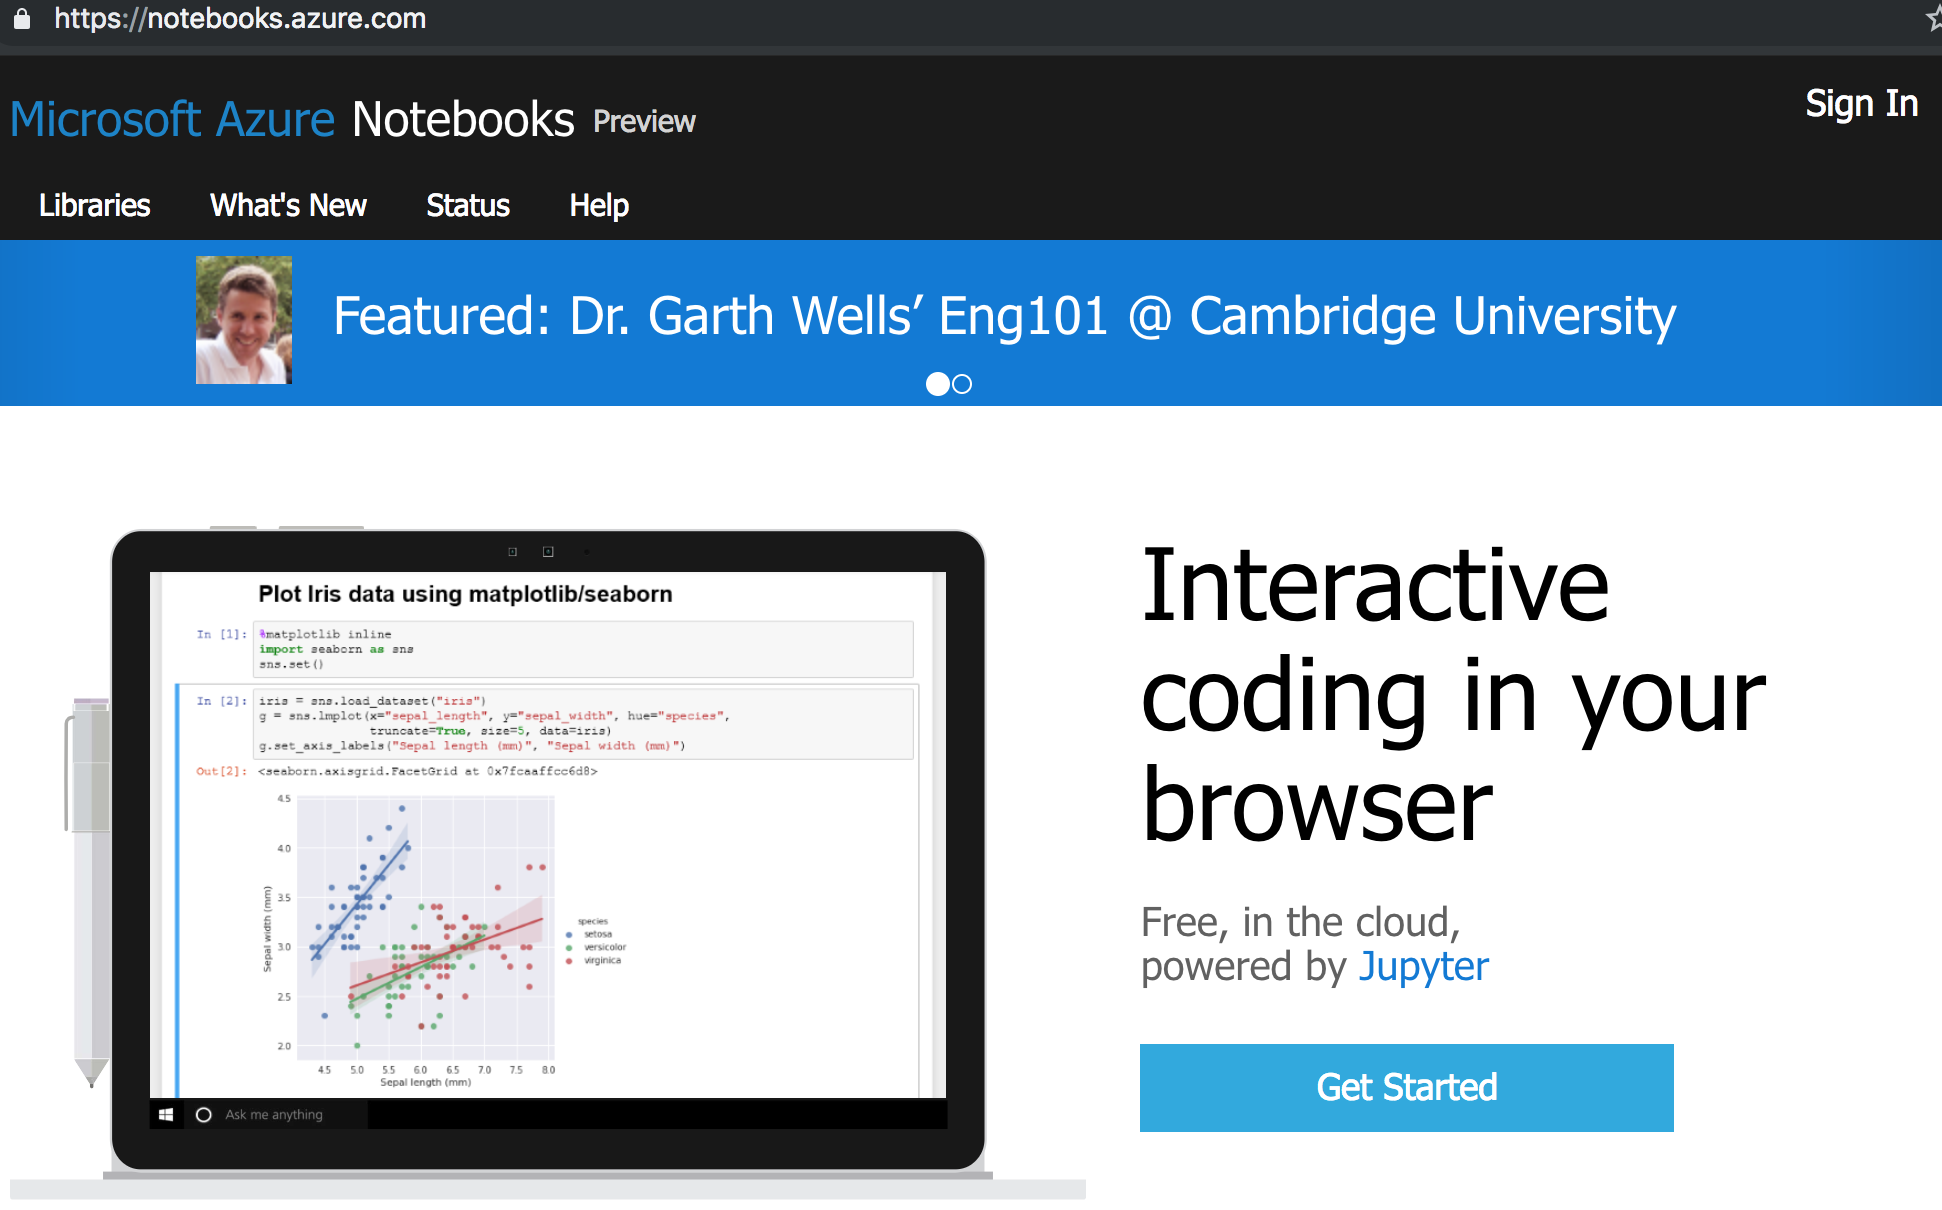 https://notebooks.azure.com
Microsoft Azure Notebooks Preview
Sign In
Libraries What's New Status Help
Featured: Dr. Garth Wells’ Eng101 @ Cambridge University
Plot Iris data using matplotlib/seaborn
In [1]: %matplotlib inline
import seaborn as sns
sns.set()
In [2]: iris = sns.load_dataset("iris")
g = sns.lmplot(x="sepal_length", y="sepal_width", hue="species",
truncate=True, size=5, data=iris)
g.set_axis_labels("Sepal length (mm)", "Sepal width (mm)")
Out[2]: <seaborn.axisgrid.FacetGrid at 0x7fcaaffcc6d8>
4.5
4.0
3.5
3.0
2.5
2.0
Sepal width (mm)
4.5 5.0 5.5 6.0 6.5 7.0 7.5 8.0
Sepal length (mm)
species
setosa
versicolor
virginica
Ask me anything
Interactive
coding in your
browser
Free, in the cloud,
powered by Jupyter
Get Started